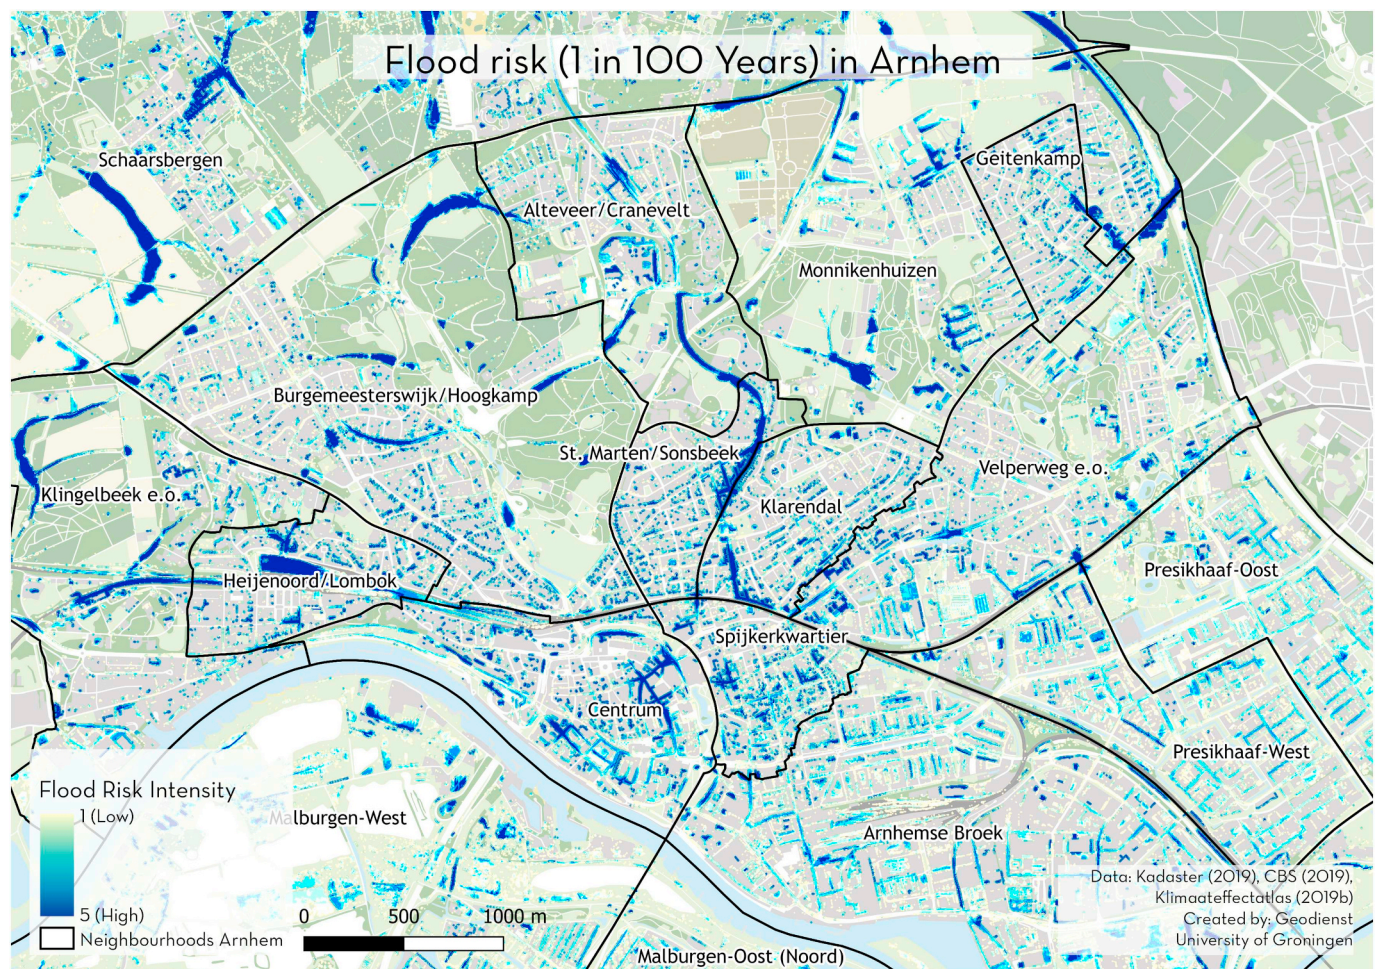 Flood risk (1 in 100 Years) in Arnhem
Schaarsbergen
Geitenkamp
Alteveer/Cranevelt
Monnikenhuizen
Burgemeesterswijk/Hoogkamp
St. Marten/Sonsbeek
Velperweg e.o.
Klingelbeek e.o.
Klarendal
Presikhaaf-Oost
Heijenoord/Lombok
Spijkerkwartier
Centrum
Presikhaaf-West
Malburgen-West
Arnhemse Broek
Malburgen-Oost (Noord)
Flood Risk Intensity
1 (Low)
5 (High)
Neighbourhoods Arnhem
0 500 1000 m
Data: Kadaster (2019), CBS (2019),
Klimaateffectatlas (2019b)
Created by: Geodienst
University of Groningen